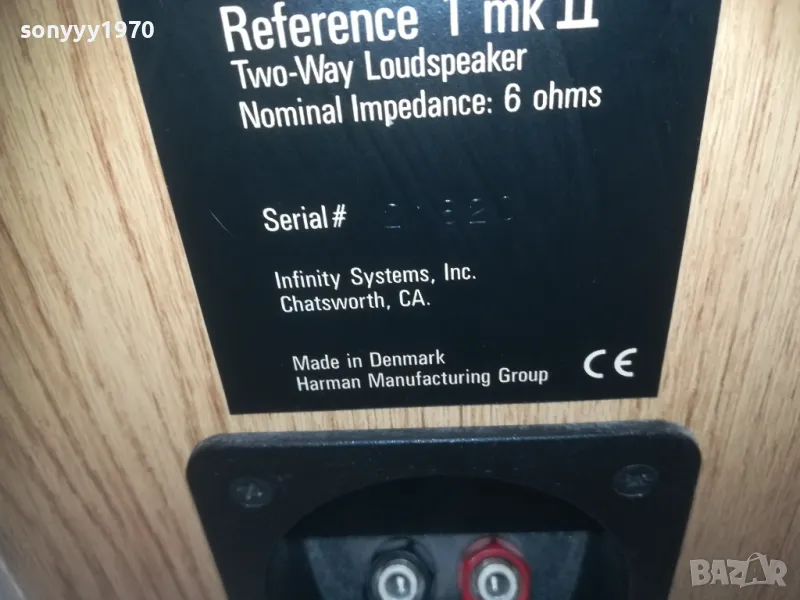 sonyyy1970
Reference 1 mk II
Two-Way Loudspeaker
Nominal Impedance: 6 ohms
Serial#
Infinity Systems, Inc.
Chatsworth, CA.
Made in Denmark
Harman Manufacturing Group
CE
BAZAR